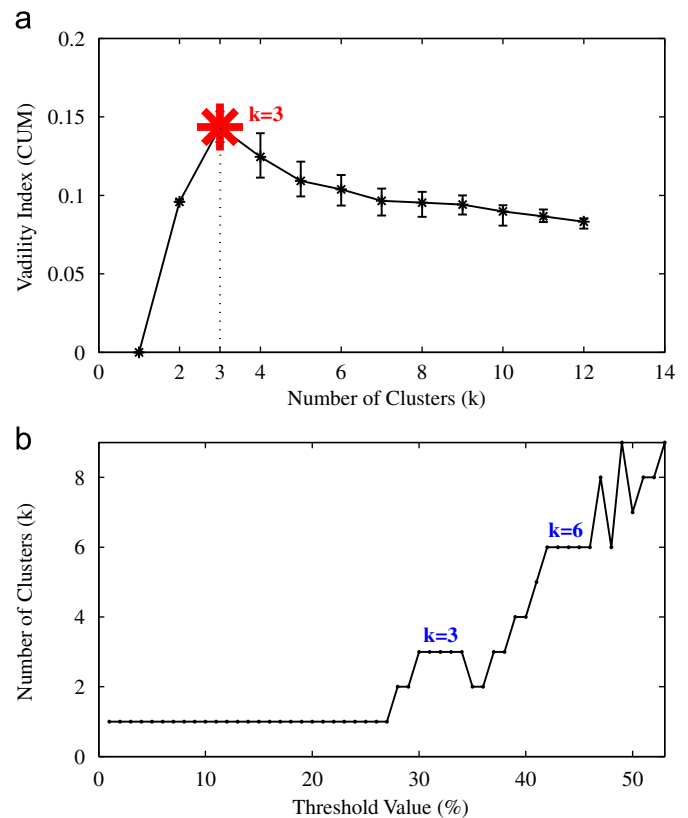 a
0.2
0.15
0.1
0.05
0
k=3
Vadility Index (CUM)
0 2 3 4 6 8 10 12 14
Number of Clusters (k)
b
8
6
4
2
0
k=6
k=3
Number of Clusters (k)
0 10 20 30 40 50
Threshold Value (%)